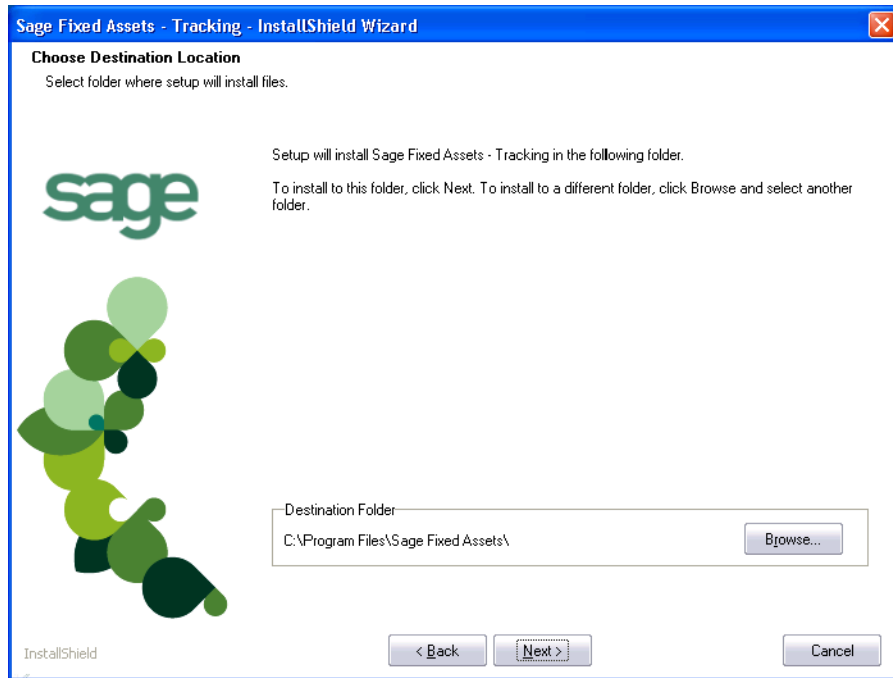 Sage Fixed Assets - Tracking - InstallShield Wizard
Choose Destination Location
Select folder where setup will install files.
sage
Setup will install Sage Fixed Assets - Tracking in the following folder.
To install to this folder, click Next. To install to a different folder, click Browse and select another
folder.
Destination Folder
C:\Program Files\Sage Fixed Assets\
Browse...
InstallShield
< Back
Next >
Cancel